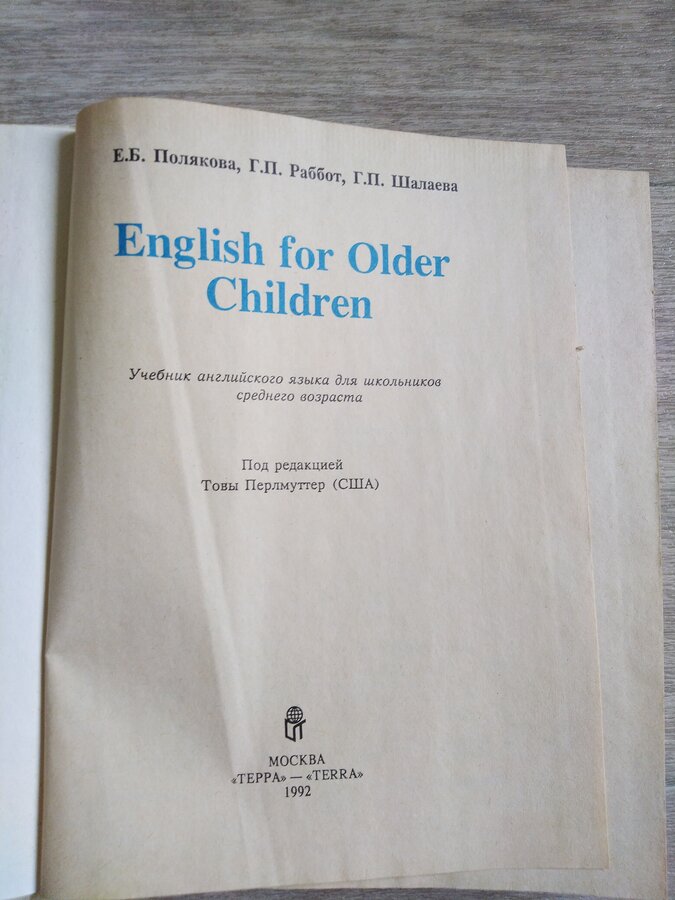 Е.Б. Полякова, Г.П. Раббот, Г.П. Шалаева
English for Older
Children
Учебник английского языка для школьников
среднего возраста
Под редакцией
Товы Перлмуттер (США)
МОСКВА
«ТЕРРА» — «TERRA»
1992